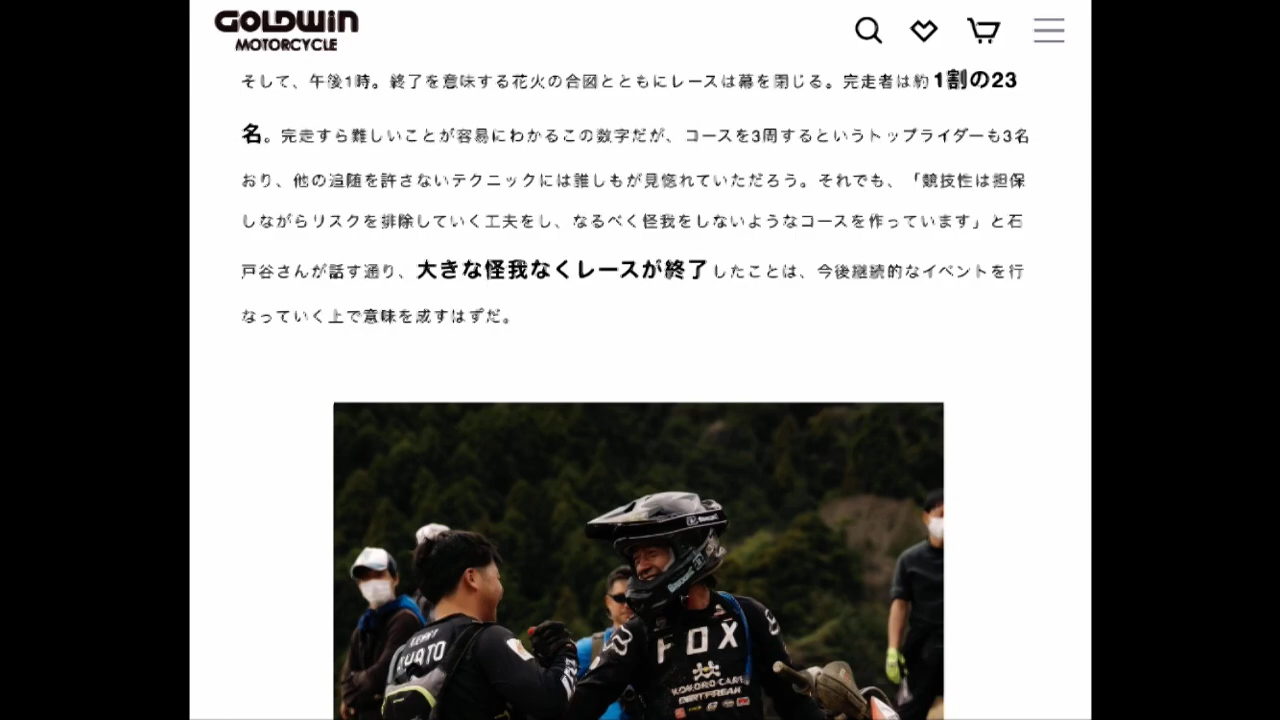 GOLDWIN
MOTORCYCLE
そして、午後1時。終了を意味する花火の合図とともにレースは幕を閉じる。完走者は約1割の23
名。完走すら難しいことが容易にわかるこの数字だが、コースを3周するというトップライダーも3名
おり、他の追随を許さないテクニックには誰しもが見惚れていただろう。それでも、「競技性は担保
しながらリスクを排除していく工夫をし、なるべく怪我をしないようなコースを作っています」と石
戸谷さんが話す通り、大きな怪我なくレースが終了したことは、今後継続的なイベントを行
なっていく上で意味を成すはずだ。
FOX
KOKORO CARE
DIRTFREAK